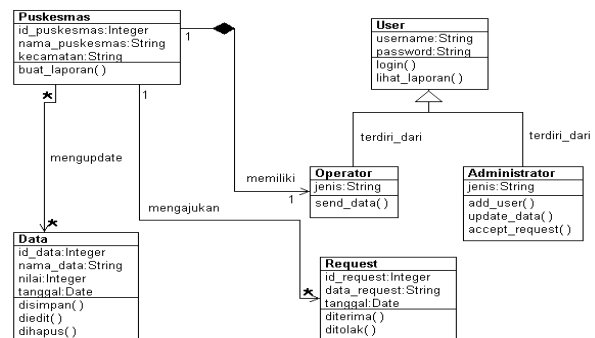 Puskesmas
id_puskesmas:Integer
nama_puskesmas:String
kecamatan:String
buat_laporan()
1
1
*
mengupdate
*
mengajukan
memiliki
1
*
User
username:String
password:String
login()
lihat_laporan()
terdiri_dari
terdiri_dari
Operator
jenis:String
send_data()
Administrator
jenis:String
add_user()
update_data()
accept_request()
Data
id_data:Integer
nama_data:String
nilai:Integer
tanggal:Date
disimpan()
diedit()
dihapus()
Request
id_request:Integer
data_request:String
tanggal:Date
diterima()
ditolak()